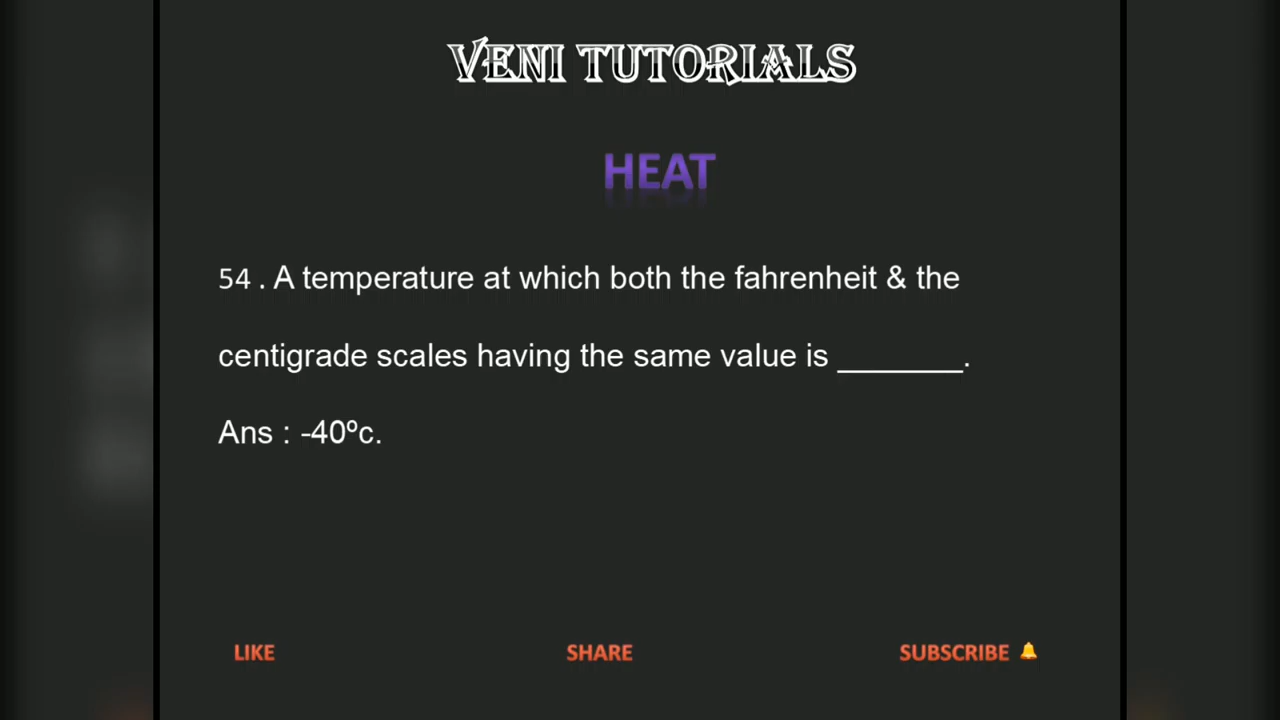 VENI TUTORIALS
HEAT
54 . A temperature at which both the fahrenheit & the
centigrade scales having the same value is _______.
Ans : -40ºc.
LIKE SHARE SUBSCRIBE 🔔